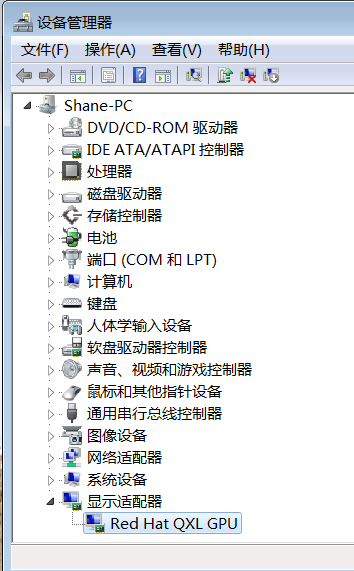 设备管理器
文件(F) 操作(A) 查看(V) 帮助(H)
Shane-PC
DVD/CD-ROM 驱动器
IDE ATA/ATAPI 控制器
处理器
磁盘驱动器
存储控制器
电池
端口 (COM 和 LPT)
计算机
键盘
人体学输入设备
软盘驱动器控制器
声音、视频和游戏控制器
鼠标和其他指针设备
通用串行总线控制器
图像设备
网络适配器
系统设备
显示适配器
Red Hat QXL GPU